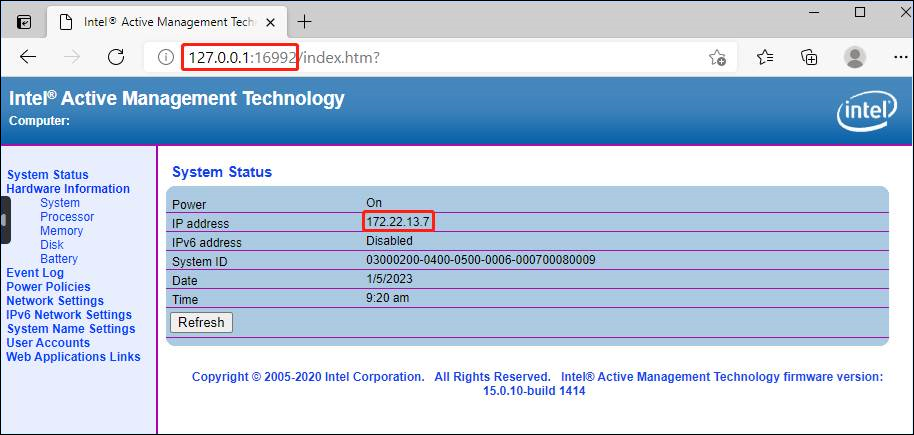 Intel® Active Management Tech
127.0.0.1:16992/index.htm?
Intel® Active Management Technology
Computer:
intel
System Status
Hardware Information
System
Processor
Memory
Disk
Battery
Event Log
Power Policies
Network Settings
IPv6 Network Settings
System Name Settings
User Accounts
Web Applications Links
System Status
Power On
IP address 172.22.13.7
IPv6 address Disabled
System ID 03000200-0400-0500-0006-000700080009
Date 1/5/2023
Time 9:20 am
Refresh
Copyright © 2005-2020 Intel Corporation. All Rights Reserved. Intel® Active Management Technology firmware version:
15.0.10-build 1414